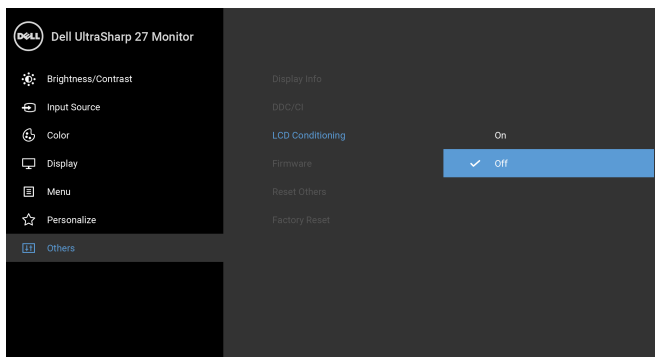 DELL Dell UltraSharp 27 Monitor
Brightness/Contrast
Display Info
Input Source
DDC/CI
Color
LCD Conditioning
On
Display
Firmware
Off
Menu
Reset Others
Personalize
Factory Reset
Others